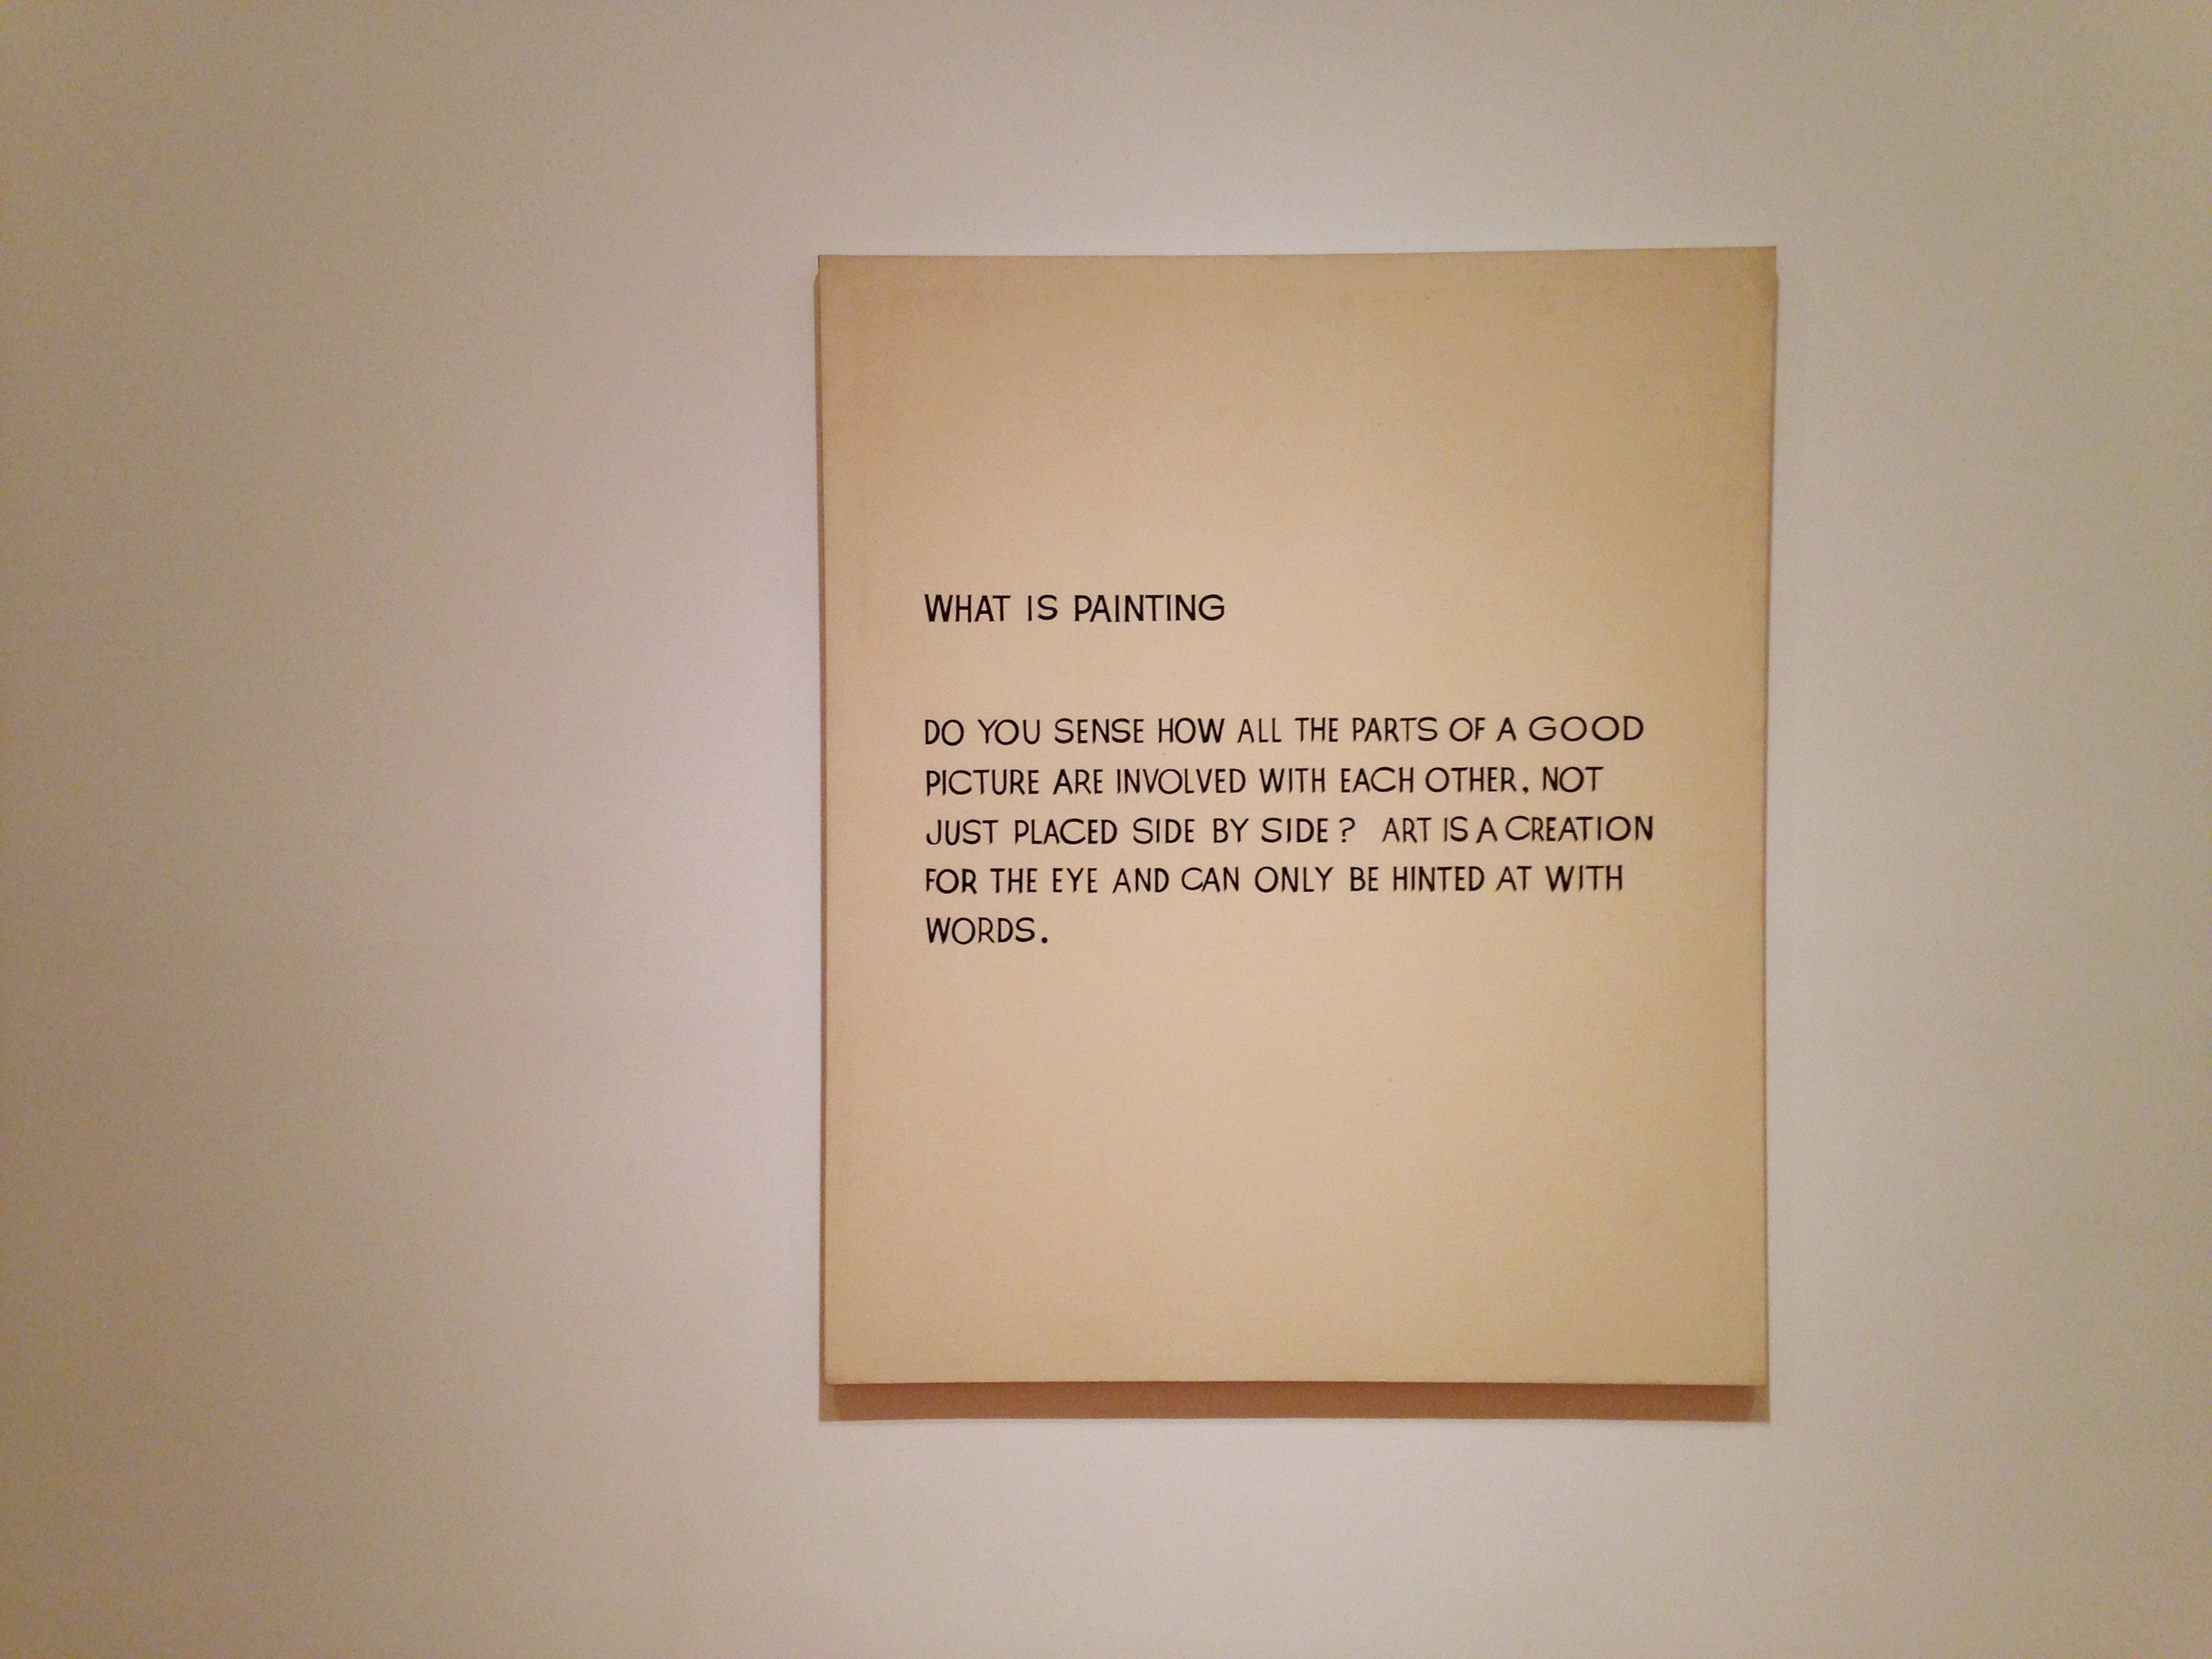 WHAT IS PAINTING
DO YOU SENSE HOW ALL THE PARTS OF A GOOD
PICTURE ARE INVOLVED WITH EACH OTHER, NOT
JUST PLACED SIDE BY SIDE? ART IS A CREATION
FOR THE EYE AND CAN ONLY BE HINTED AT WITH
WORDS.